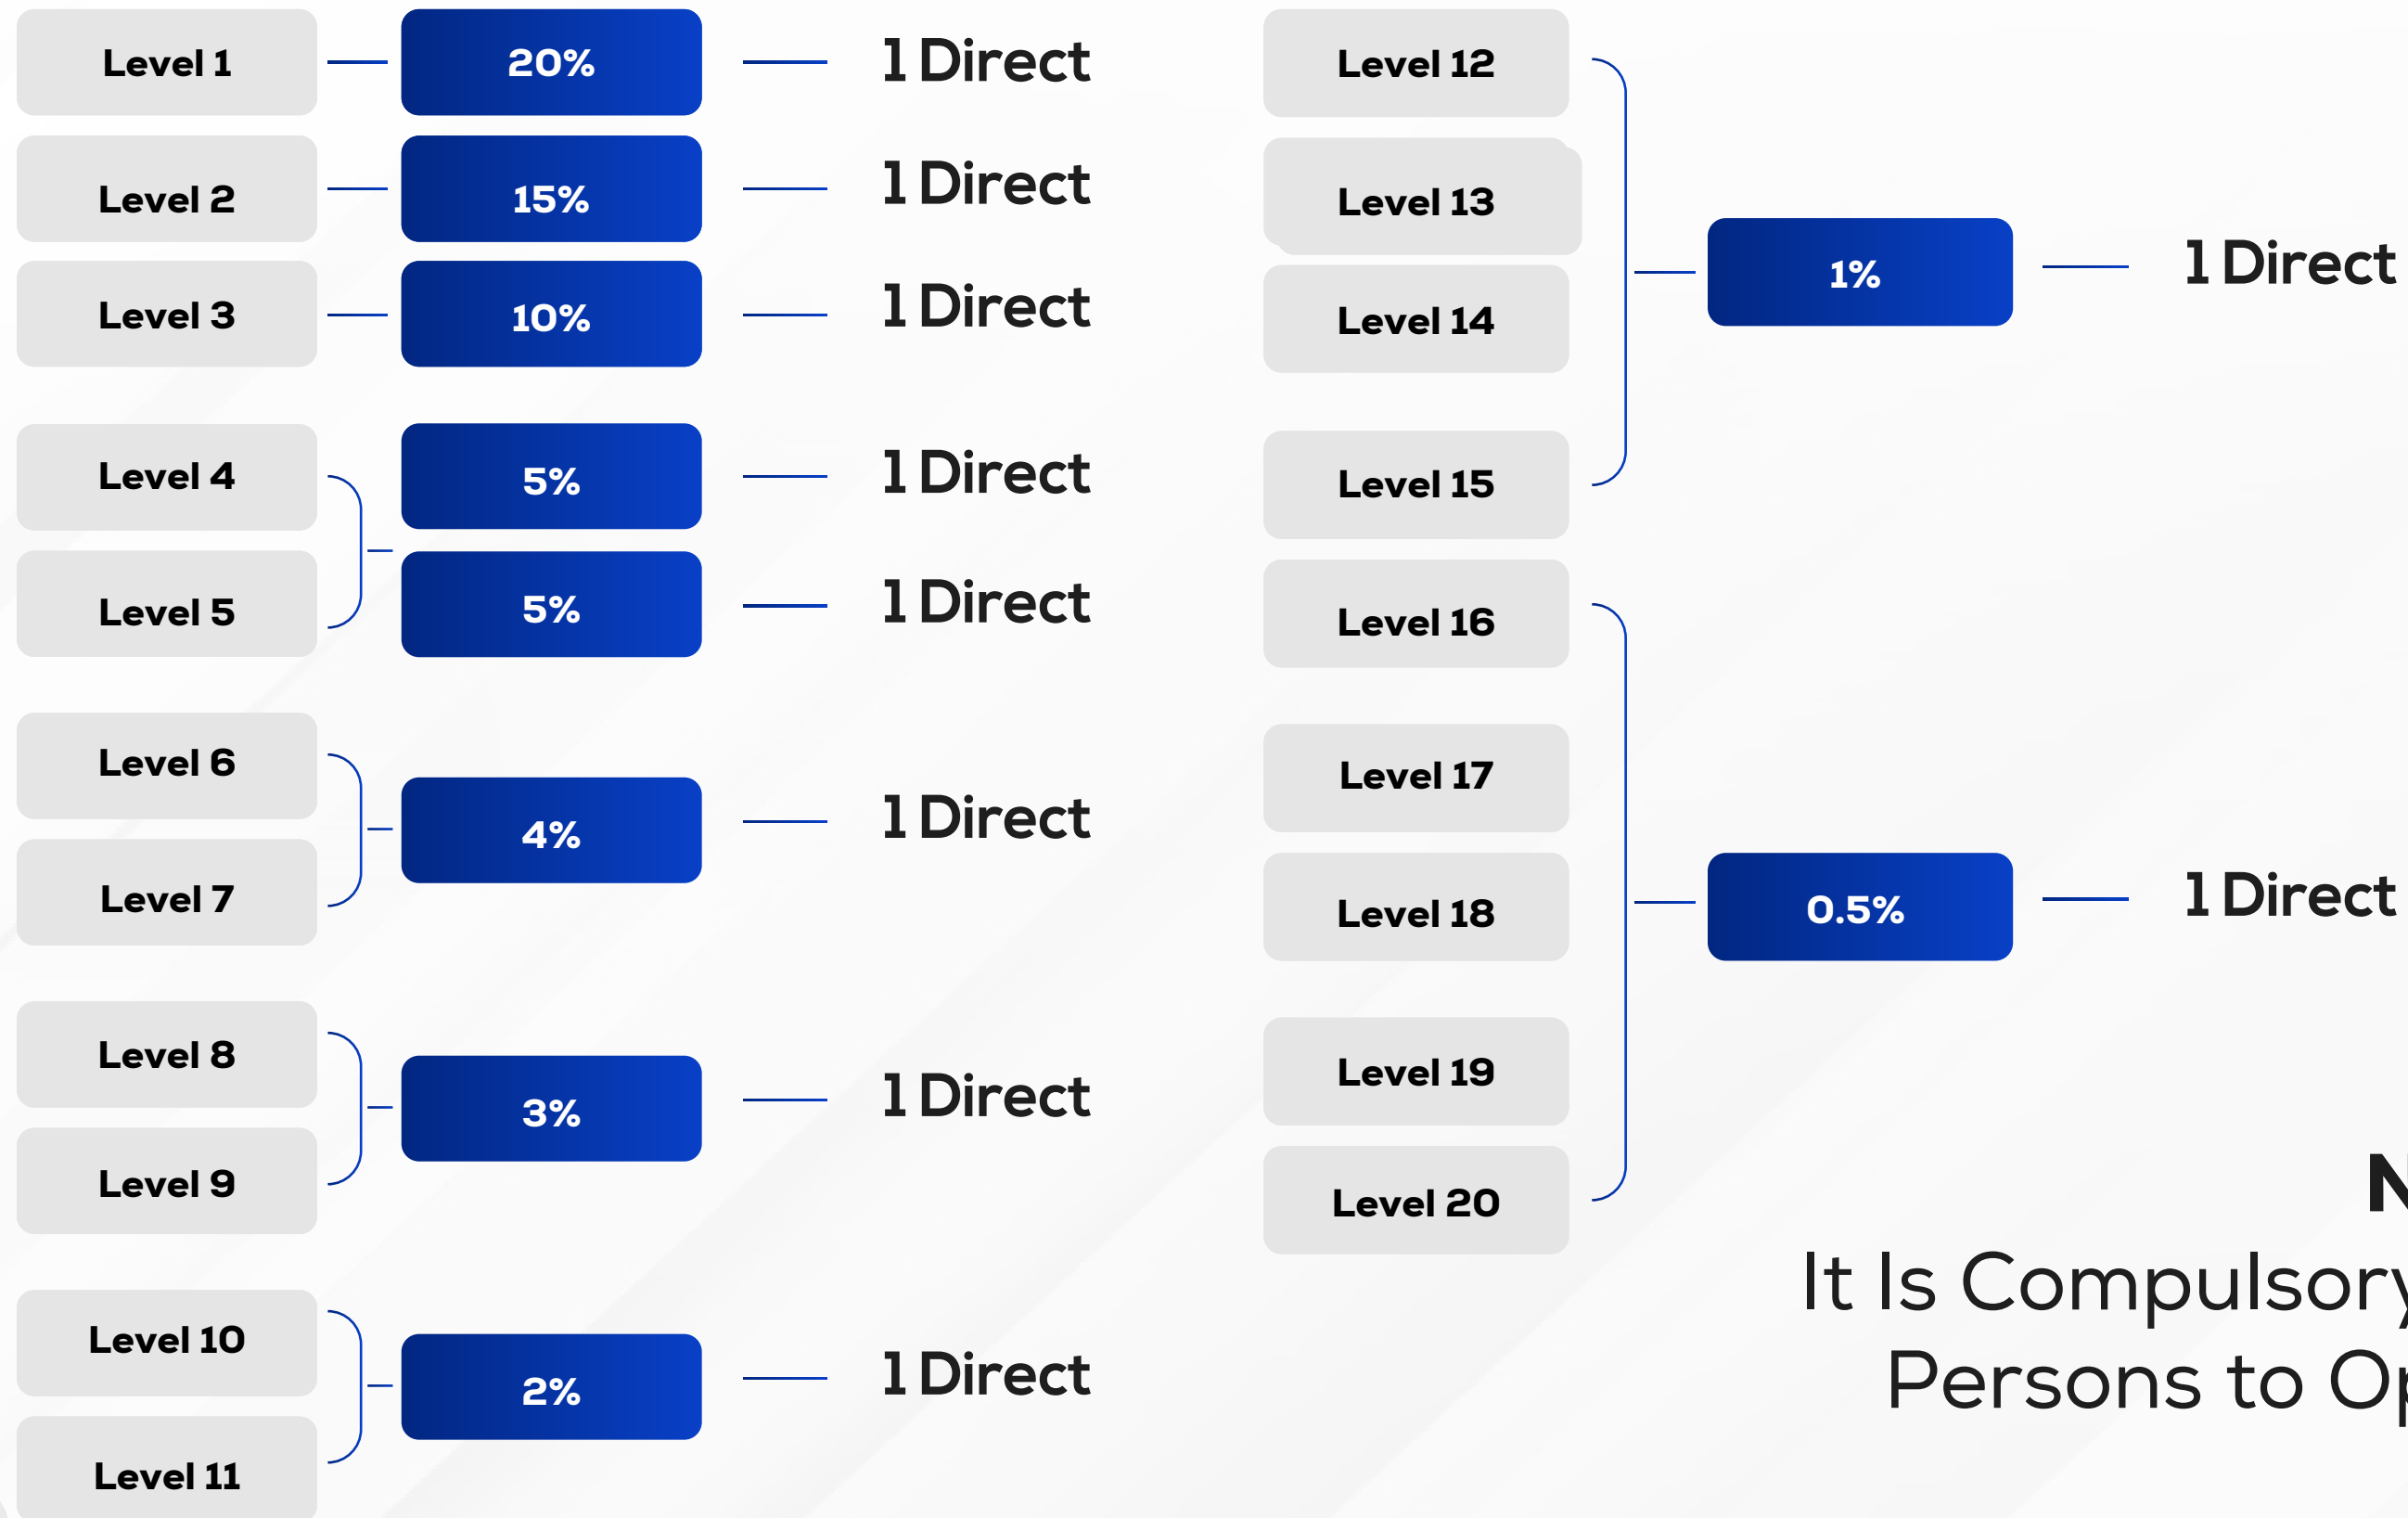 Level 1 20% 1 Direct
Level 2 15% 1 Direct
Level 3 10% 1 Direct
Level 4 5% 1 Direct
Level 5 5% 1 Direct
Level 6
4% 1 Direct
Level 7
Level 8
3% 1 Direct
Level 9
Level 10
2% 1 Direct
Level 11
Level 12
Level 13
1% 1 Direct
Level 14
Level 15
Level 16
Level 17
Level 18
0.5% 1 Direct
Level 19
Level 20
It Is Compulsory
Persons to